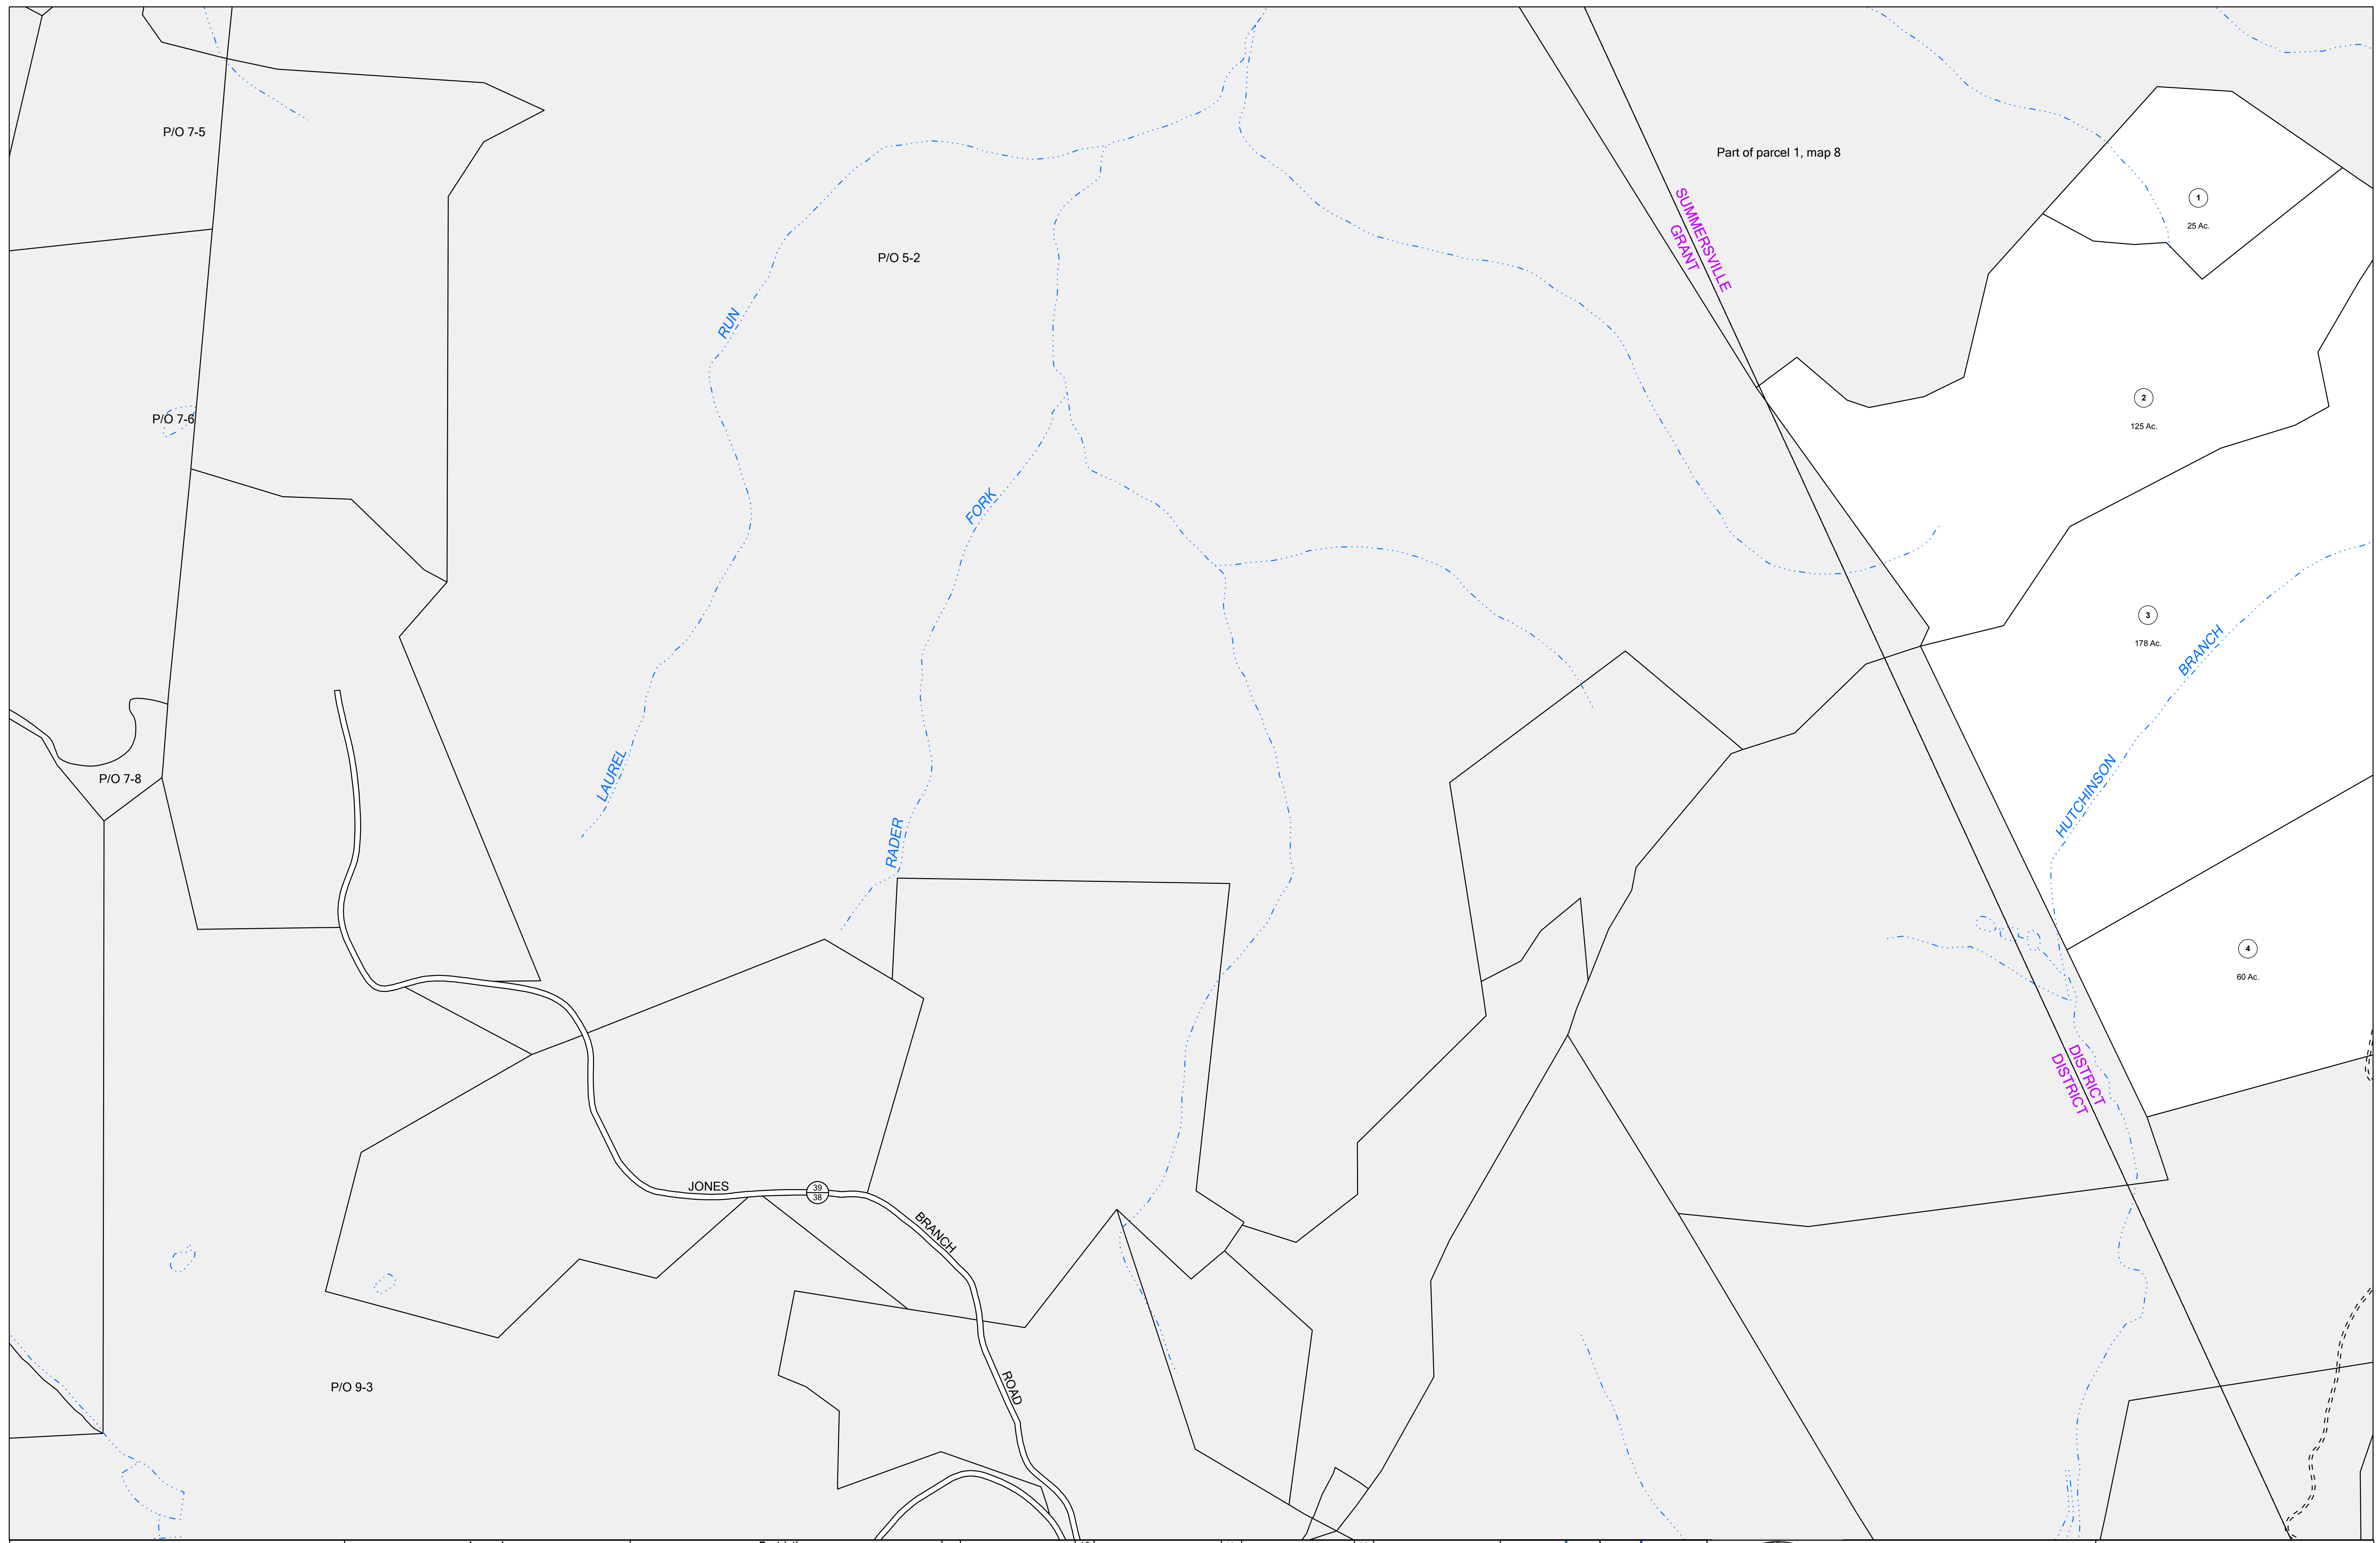 P/O 7-5
Part of parcel 1, map 8
1
25 Ac.
SUMMERSVILLE
GRANT
P/O 5-2
RUN
2
125 Ac.
P/O 7-6
FORK
3
178 Ac.
BRANCH
LAUREL
P/O 7-8
HUTCHINSON
RADER
4
60 Ac.
DISTRICT
DISTRICT
JONES
39
38
BRANCH
ROAD
P/O 9-3